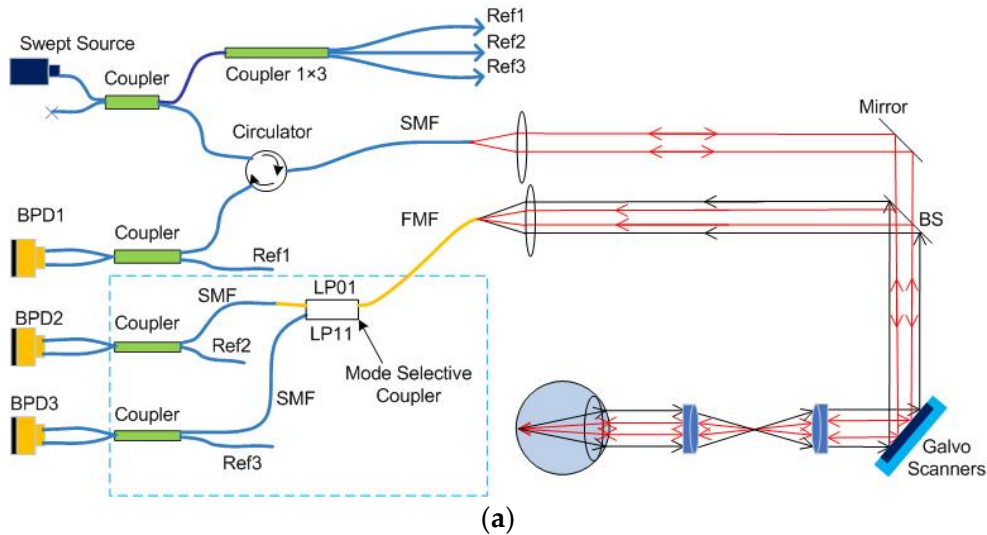 Swept Source
Coupler
Coupler 1×3
Ref1
Ref2
Ref3
Circulator
SMF
Mirror
BPD1
Coupler
Ref1
FMF
BS
SMF
LP01
LP11
BPD2
Coupler
Ref2
Mode Selective
Coupler
SMF
BPD3
Coupler
Ref3
Galvo
Scanners
(a)